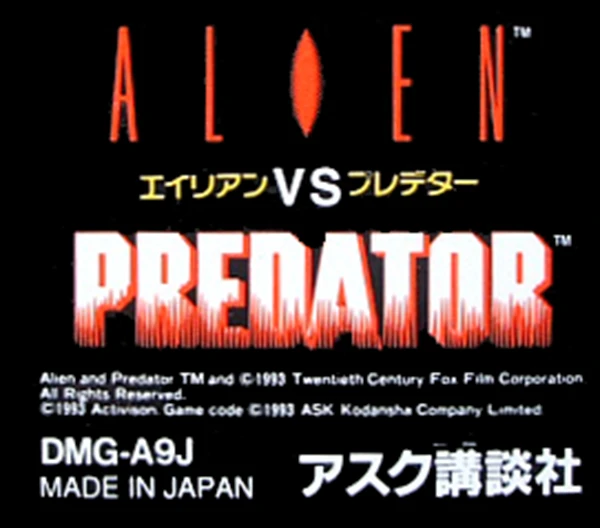 ALIEN™
エイリアン VS プレデター
PREDATOR™
Alien and Predator TM and ©1993 Twentieth Century Fox Film Corporation
All Rights Reserved.
©1993 Activison. Game code ©1993 ASK Kodansha Company Limited
DMG-A9J
MADE IN JAPAN
アスク講談社